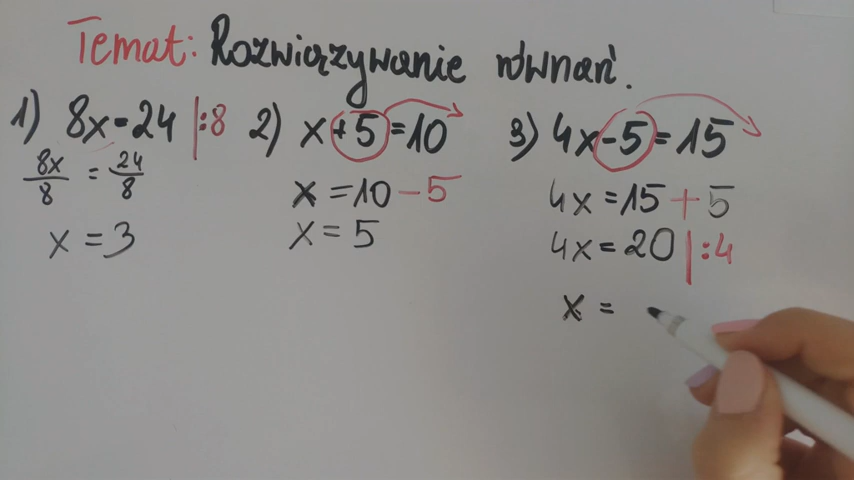 Temat: Rozwiązywanie równań.
1) 8x=24 |:8
8x/8 = 24/8
x = 3
2) x+5=10
x = 10-5
x = 5
3) 4x-5=15
4x=15+5
4x=20 |:4
x =